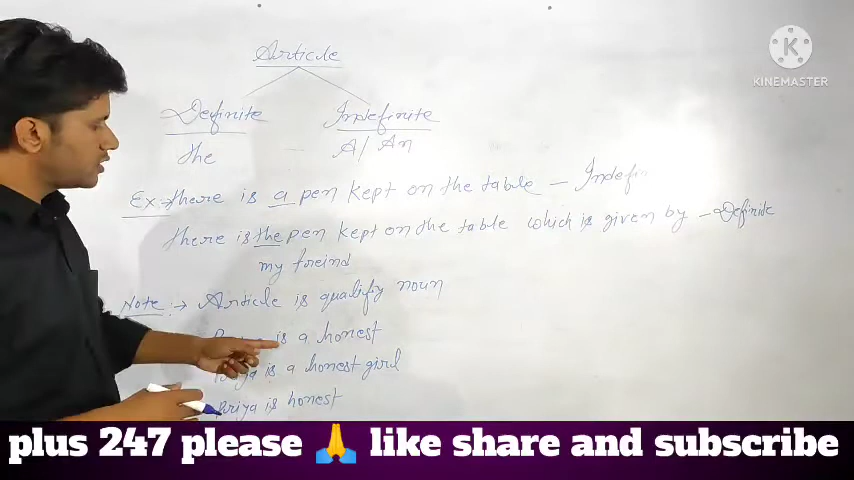 Article
Definite Indefinite
the A/ An
Ex:→ there is a pen kept on the table – Indefi
there is the pen kept on the table which is given by – Definite
my foreind
Note :→ Article is qualify noun
is a honest
is a honest girl
Priya is honest
K
KINEMASTER
plus 247 please 🙏 like share and subscribe